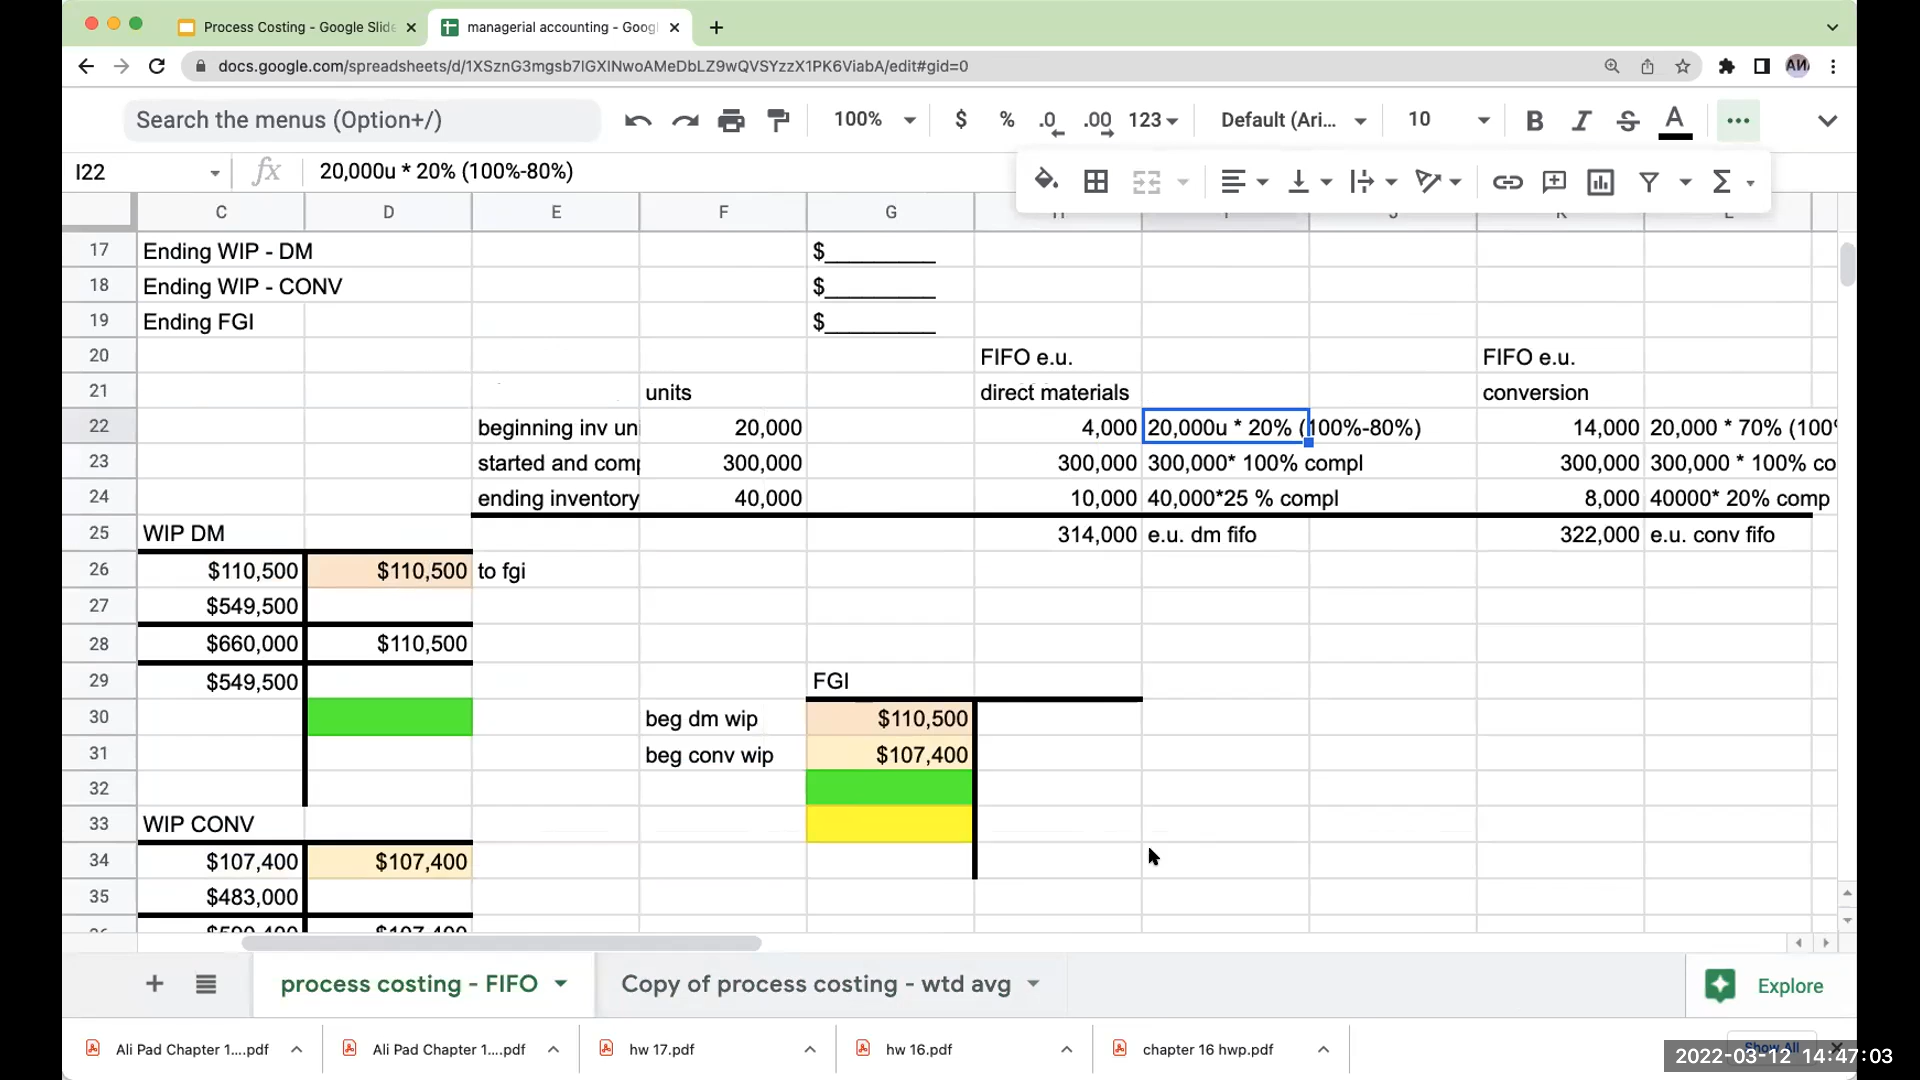 Process Costing - Google Slide
managerial accounting - Googl
docs.google.com/spreadsheets/d/1XSznG3mgsb7lGXlNwoAMeDbLZ9wQVSYzzX1PK6ViabA/edit#gid=0
Search the menus (Option+/) 100% $ % .0 .00 123 Default (Ari... 10 B I S A
I22 fx 20,000u * 20% (100%-80%)
C D E F G
17 Ending WIP - DM $_________
18 Ending WIP - CONV $_________
19 Ending FGI $_________
20 FIFO e.u. FIFO e.u.
21 units direct materials conversion
22 beginning inv uni 20,000 4,000 20,000u * 20% (100%-80%) 14,000 20,000 * 70% (100%
23 started and comp 300,000 300,000 300,000* 100% compl 300,000 300,000 * 100% co
24 ending inventory 40,000 10,000 40,000*25 % compl 8,000 40000* 20% comp
25 WIP DM 314,000 e.u. dm fifo 322,000 e.u. conv fifo
26 $110,500 $110,500 to fgi
27 $549,500
28 $660,000 $110,500
29 $549,500 FGI
30 beg dm wip $110,500
31 beg conv wip $107,400
32
33 WIP CONV
34 $107,400 $107,400
35 $483,000
process costing - FIFO Copy of process costing - wtd avg Explore
Ali Pad Chapter 1....pdf Ali Pad Chapter 1....pdf hw 17.pdf hw 16.pdf chapter 16 hwp.pdf Show All
2022-03-12 14:47:03